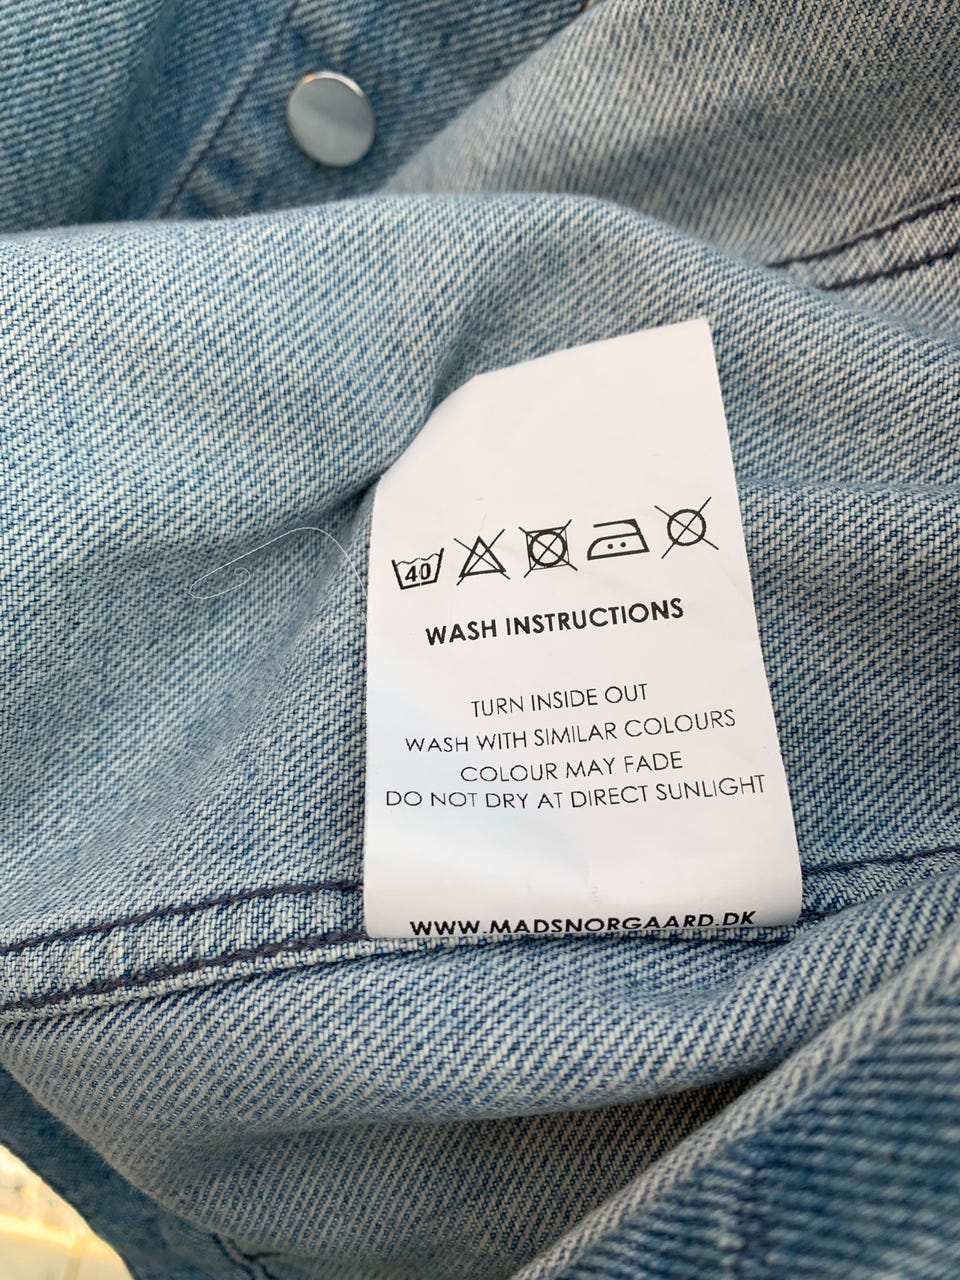 40
WASH INSTRUCTIONS
TURN INSIDE OUT
WASH WITH SIMILAR COLOURS
COLOUR MAY FADE
DO NOT DRY AT DIRECT SUNLIGHT
WWW.MADSNORGAARD.DK